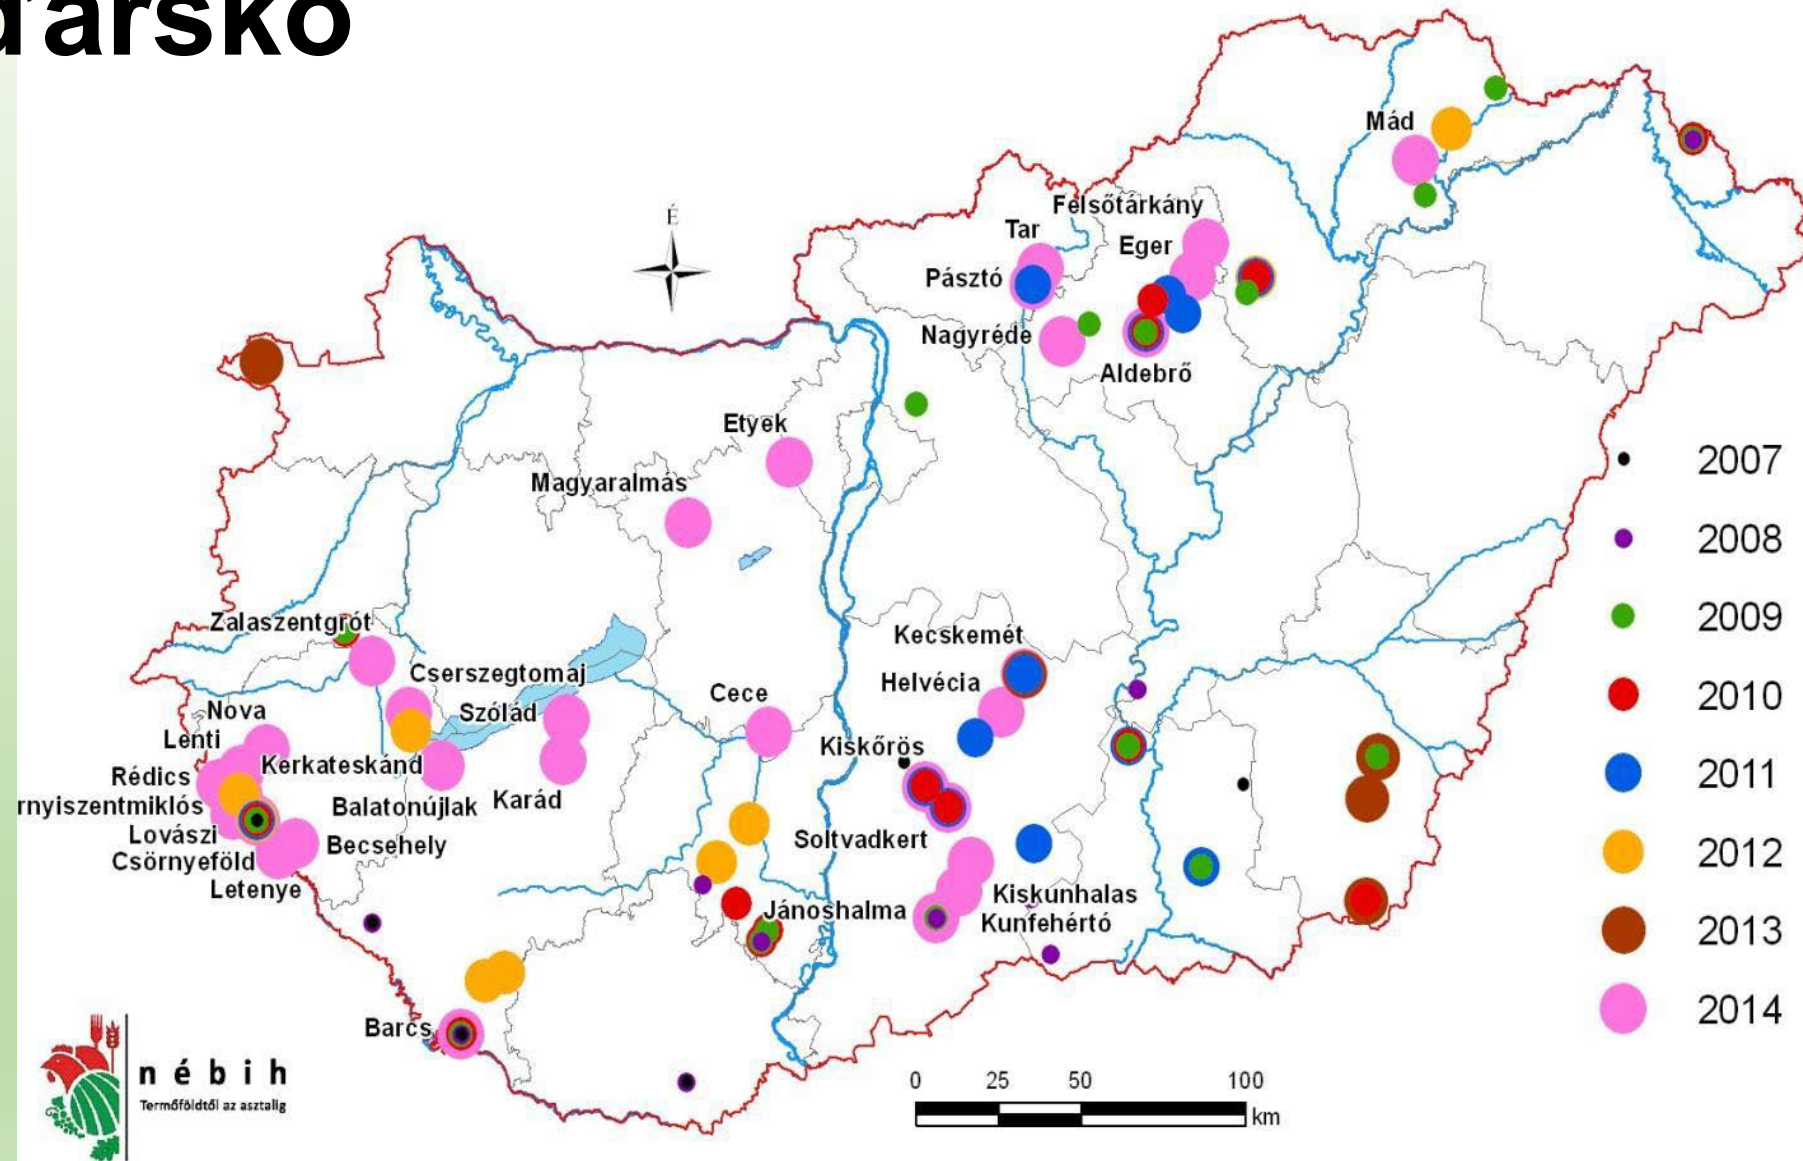 ďarsko
É
Mád
Felsőtárkány
Tar
Eger
Pásztó
Nagyréde
Aldebrő
Etyek
Magyaralmás
2007
2008
2009
2010
2011
2012
2013
2014
Zalaszentgrót
Cserszegtomaj
Szólád
Cece
Kecskemét
Helvécia
Kiskőrös
Nova
Lenti
Kerkateskánd
Rédics
rnyiszentmiklós
Balatonújlak
Karád
Lovászi
Becsehely
Csörnyeföld
Letenye
Soltvadkert
Kiskunhalas
Jánoshalma
Kunfehértó
Barcs
nébih
Termőföldtől az asztalig
0 25 50 100
km